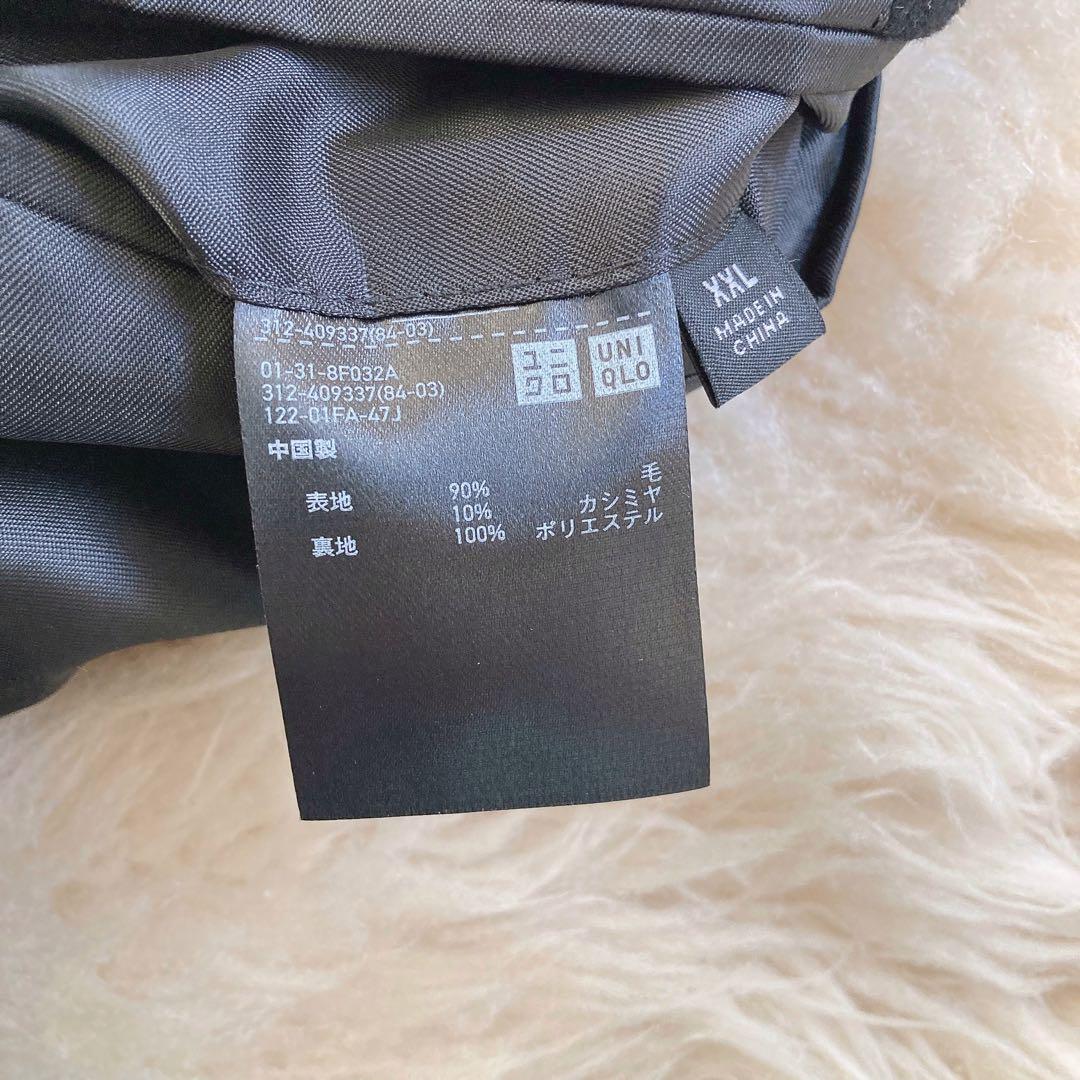 312-409337(84-03)
01-31-8F032A
312-409337(84-03)
122-01FA-47J
中国製
ユニ
クロ
UNI
QLO
表地 90% 毛
10% カシミヤ
裏地 100% ポリエステル
XXL
MADE IN
CHINA